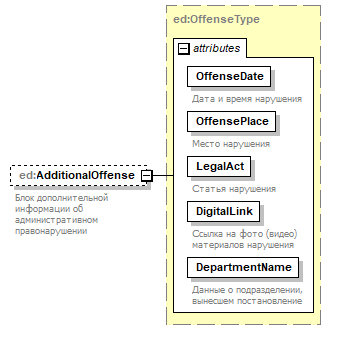 ed:OffenseType
attributes
OffenseDate
Дата и время нарушения
OffensePlace
Место нарушения
LegalAct
Статья нарушения
DigitalLink
Ссылка на фото (видео)
материалов нарушения
DepartmentName
Данные о подразделении,
вынесшем постановление
ed:AdditionalOffense
Блок дополнительной
информации об
административном
правонарушении